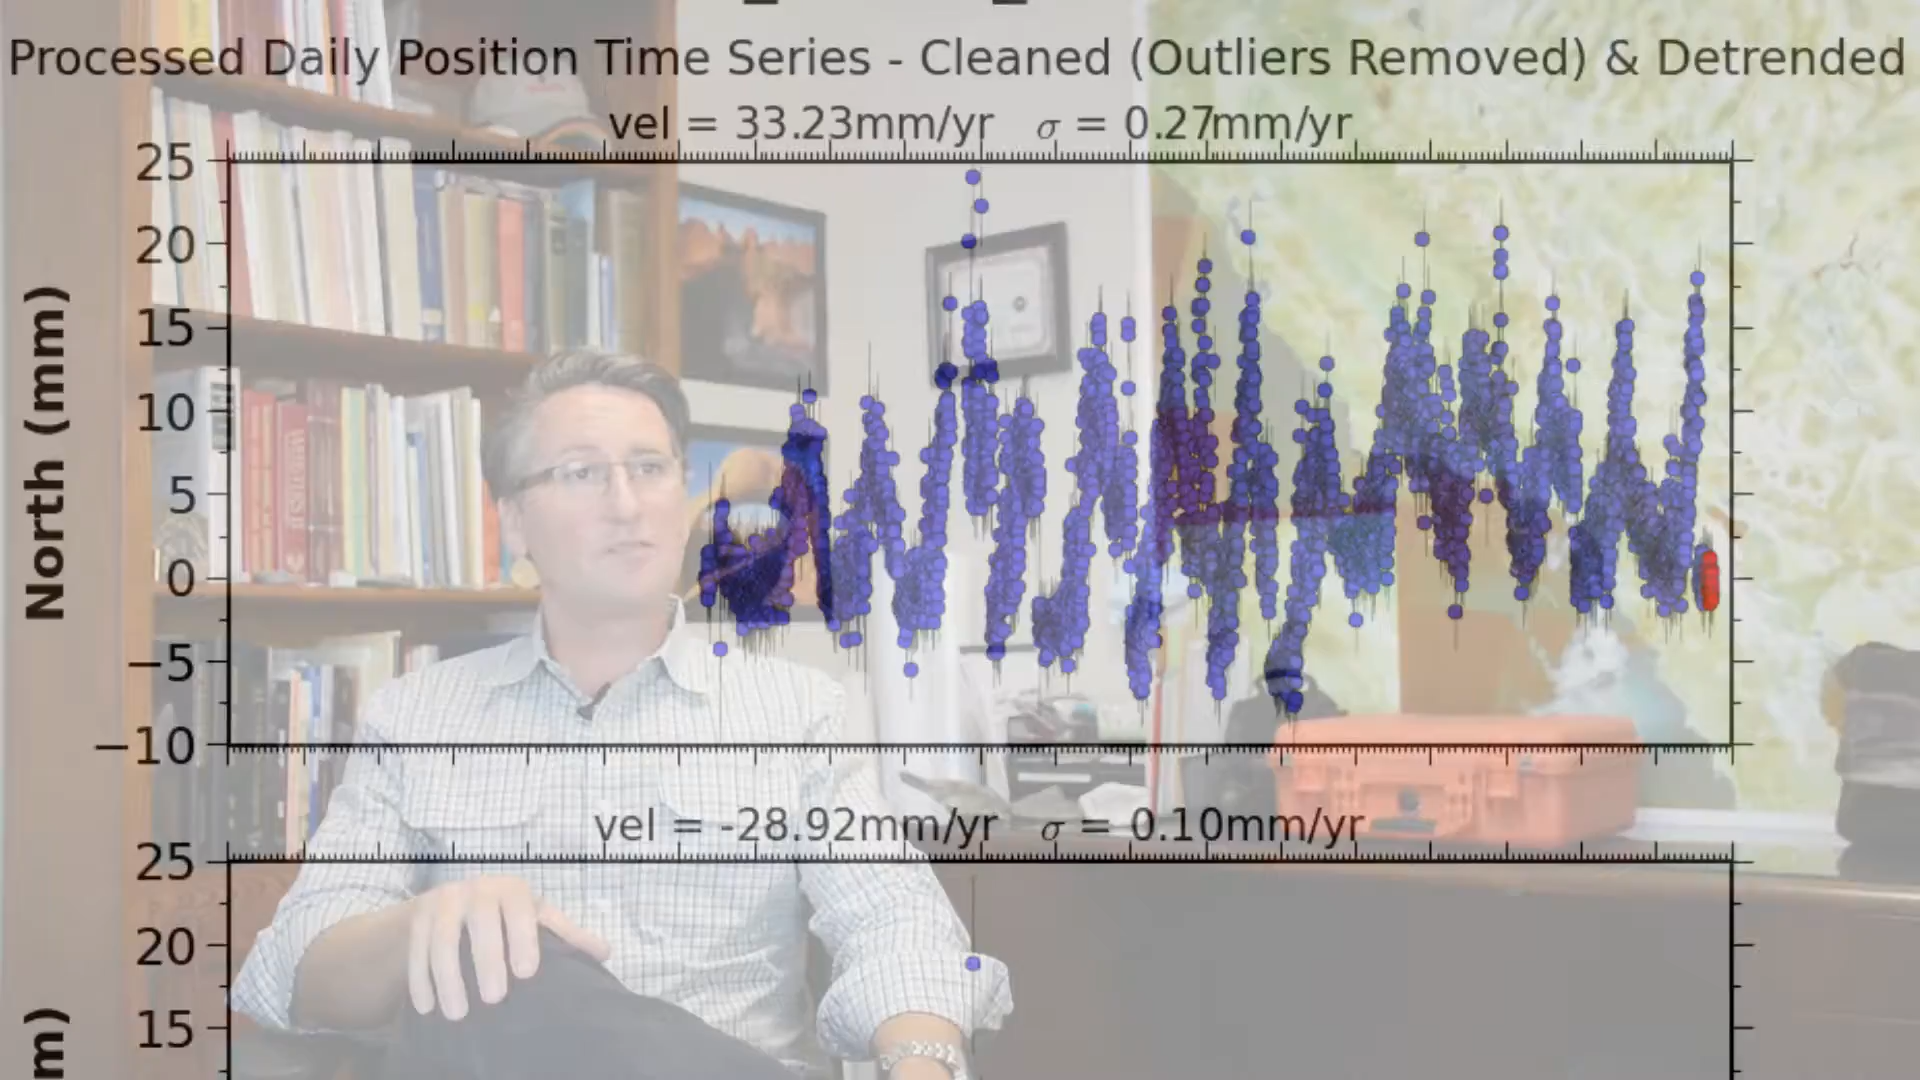 Processed Daily Position Time Series - Cleaned (Outliers Removed) & Detrended
vel = 33.23mm/yr σ = 0.27mm/yr
25
20
15
10
5
0
−5
−10
North (mm)
vel = -28.92mm/yr σ = 0.10mm/yr
25
20
15
m)